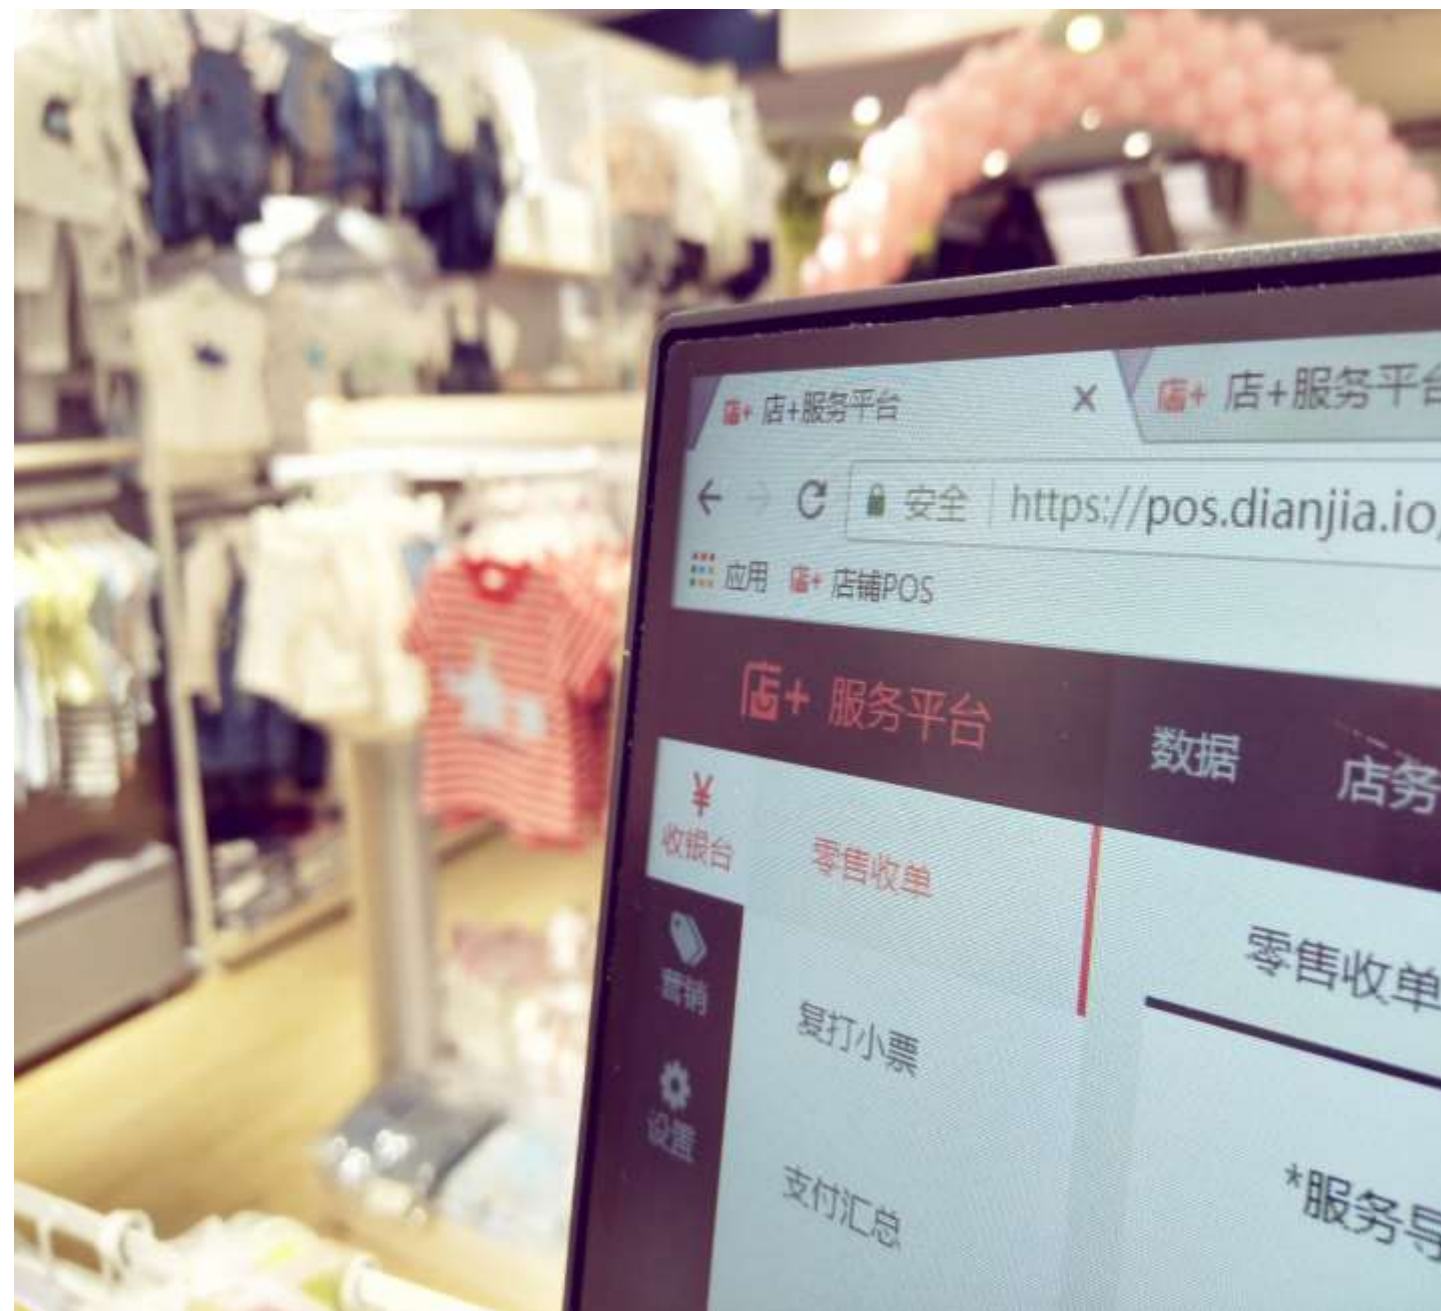 店+ 店+服务平台
店+ 店+服务平台
安全 https://pos.dianjia.io
应用 店+ 店铺POS
店+ 服务平台
数据
店务
¥
收银台
营销
设置
零售收单
复打小票
支付汇总
零售收单
*服务导